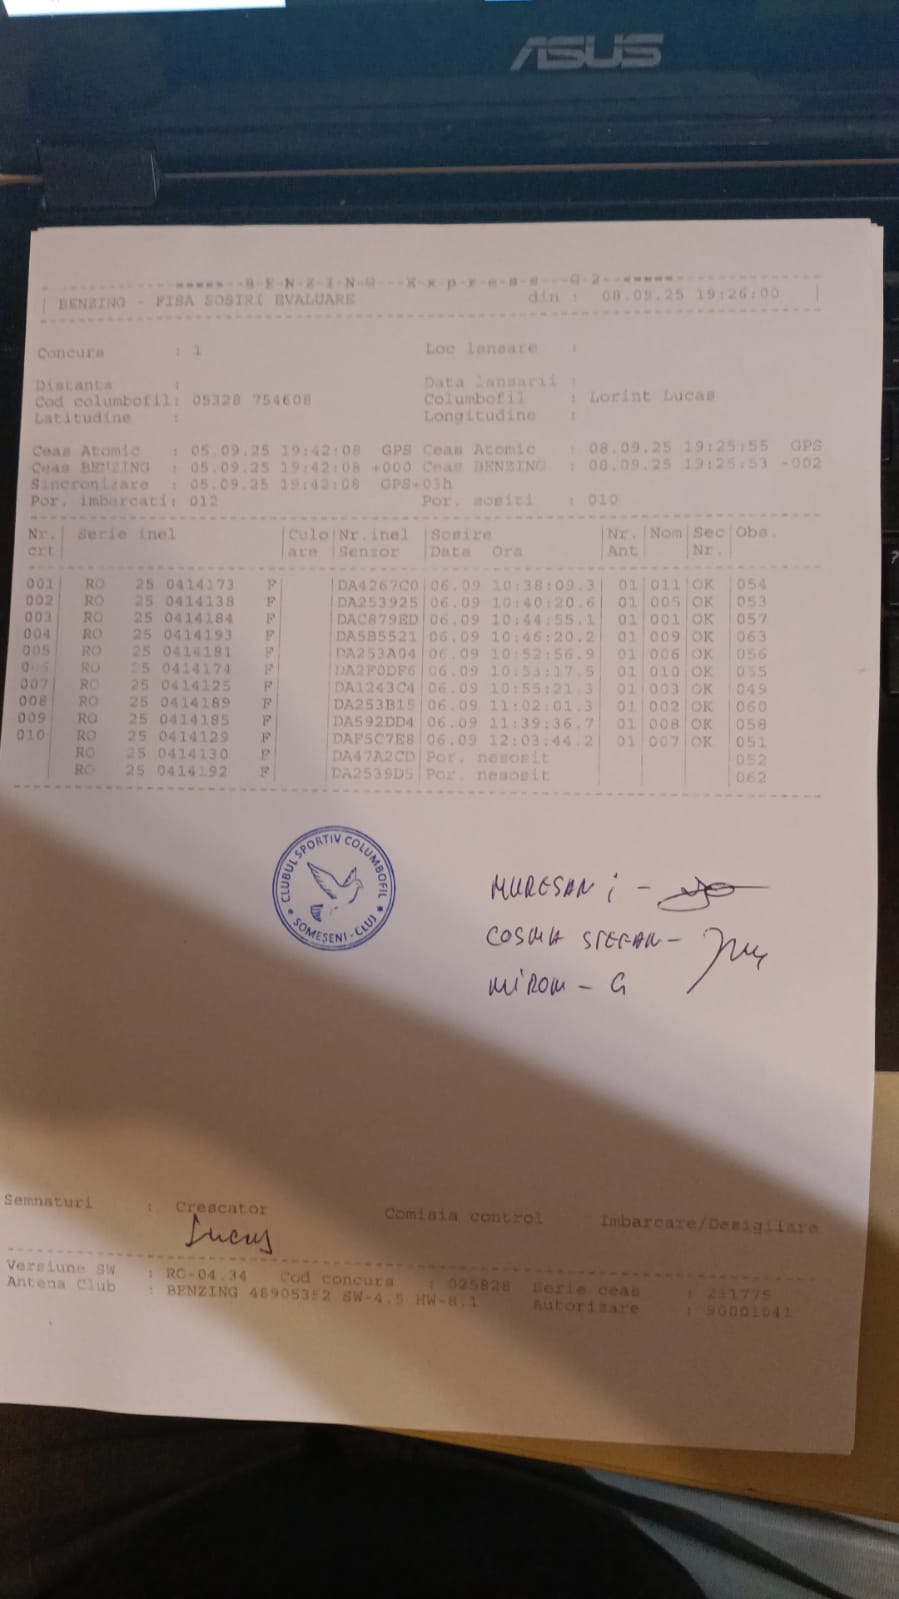 ASUS
=====--B-E-N-Z-I-N-G---E-x-p-r-e-s-s---G-2--<=====
| BENZING - FISA SOSIRI EVALUARE din : 08.09.25 19:26:00 |
Concurs : 1 Loc lansare :
Distanta : Data lansarii :
Cod columbofil: 05328 754608 Columbofil : Lorint Lucas
Latitudine : Longitudine :
Ceas Atomic : 05.09.25 19:42:08 GPS Ceas Atomic : 08.09.25 19:25:55 GPS
Ceas BENZING : 05.09.25 19:42:08 +000 Ceas BENZING : 08.09.25 19:25:53 -002
Sincronizare : 05.09.25 19:42:08 GPS+03h
Por. imbarcati: 012 Por. sositi : 010
Nr.| Serie inel |Culo|Nr.inel |Sosire |Nr.|Nom|Sec|Obs.
crt| |are |Sensor |Data Ora |Ant| |Nr.|
001| RO 25 0414173 F | |DA4267C0|06.09 10:38:09.3| 01|011|OK |054
002| RO 25 0414138 F | |DA253925|06.09 10:40:20.6| 01|005|OK |053
003| RO 25 0414184 F | |DAC879ED|06.09 10:44:55.1| 01|001|OK |057
004| RO 25 0414193 F | |DA5B5521|06.09 10:46:20.2| 01|009|OK |063
005| RO 25 0414181 F | |DA253A04|06.09 10:52:56.9| 01|006|OK |056
006| RO 25 0414174 F | |DA2F0DF6|06.09 10:53:17.5| 01|010|OK |055
007| RO 25 0414125 F | |DA1243C4|06.09 10:55:21.3| 01|003|OK |049
008| RO 25 0414189 F | |DA253B15|06.09 11:02:01.3| 01|002|OK |060
009| RO 25 0414185 F | |DA592DD4|06.09 11:39:36.7| 01|008|OK |058
010| RO 25 0414129 F | |DAF5C7E8|06.09 12:03:44.2| 01|007|OK |051
| RO 25 0414130 F | |DA47A2CD|Por. nesosit | | | |052
| RO 25 0414192 F | |DA2539D5|Por. nesosit | | | |062
CLUBUL SPORTIV COLUMBOFIL
SOMESENI - CLUJ
MURESAN i -
COSMA STEFAN -
MIRON - G
Semnaturi : Crescator Comisia control Imbarcare/Desigilare
Lucas
Versiune SW : RO-04.34 Cod concurs : 025828 Serie ceas : 231775
Antena Club : BENZING 48905352 SW-4.5 HW-8.1 Autorizare : 90001041